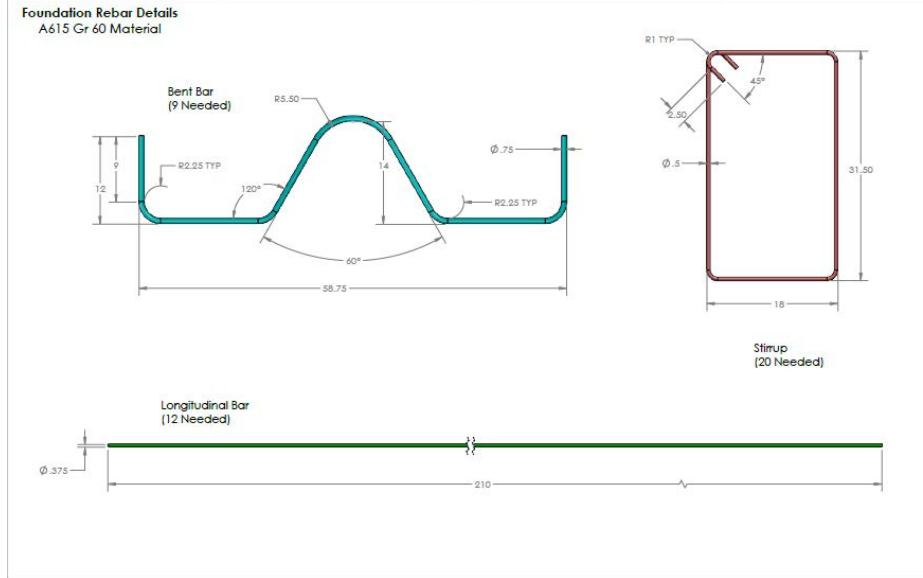 Foundation Rebar Details
A615 Gr 60 Material
R1 TYP
Bent Bar
(9 Needed)
R5.50
45°
2.50
Ø.75
Ø.5
31.50
9
R2.25 TYP
14
12
120°
R2.25 TYP
60°
58.75
18
Stirrup
(20 Needed)
Longitudinal Bar
(12 Needed)
Ø.375
210